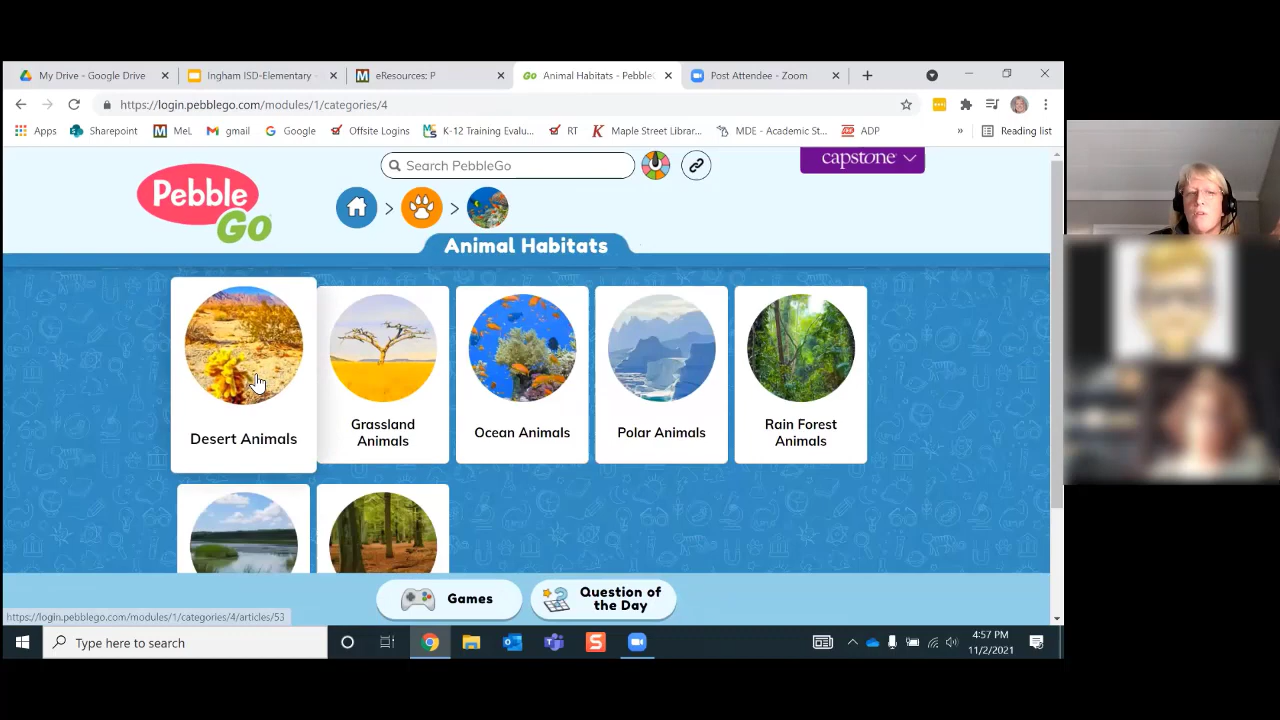 My Drive - Google Drive
Ingham ISD-Elementary -
eResources: P
Go Animal Habitats - PebbleG
Post Attendee - Zoom
https://login.pebblego.com/modules/1/categories/4
Apps
Sharepoint
MeL
gmail
Google
Offsite Logins
K-12 Training Evalu...
RT
Maple Street Librar...
MDE - Academic St...
ADP
»
Reading list
Pebble
Go
Search PebbleGo
capstone
Animal Habitats
Desert Animals
Grassland
Animals
Ocean Animals
Polar Animals
Rain Forest
Animals
Games
Question of
the Day
https://login.pebblego.com/modules/1/categories/4/articles/53
Type here to search
4:57 PM
11/2/2021